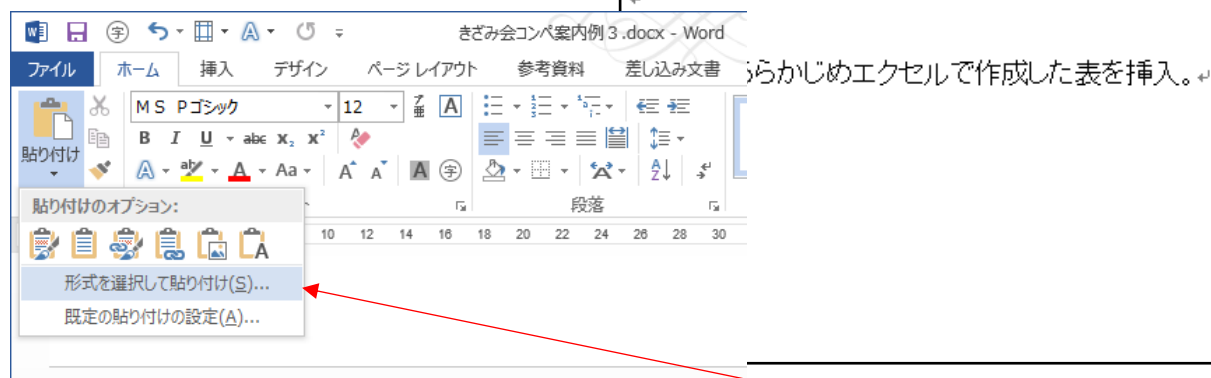 きざみ会コンペ案内例３.docx - Word
ファイル ホーム 挿入 デザイン ページ レイアウト 参考資料 差し込み文書
らかじめエクセルで作成した表を挿入。
ＭＳ Ｐゴシック 12
B I U abc x₂ x²
貼り付け
Aa
段落
貼り付けのオプション:
10 12 14 16 18 20 22 24 26 28 30
形式を選択して貼り付け(S)...
既定の貼り付けの設定(A)...